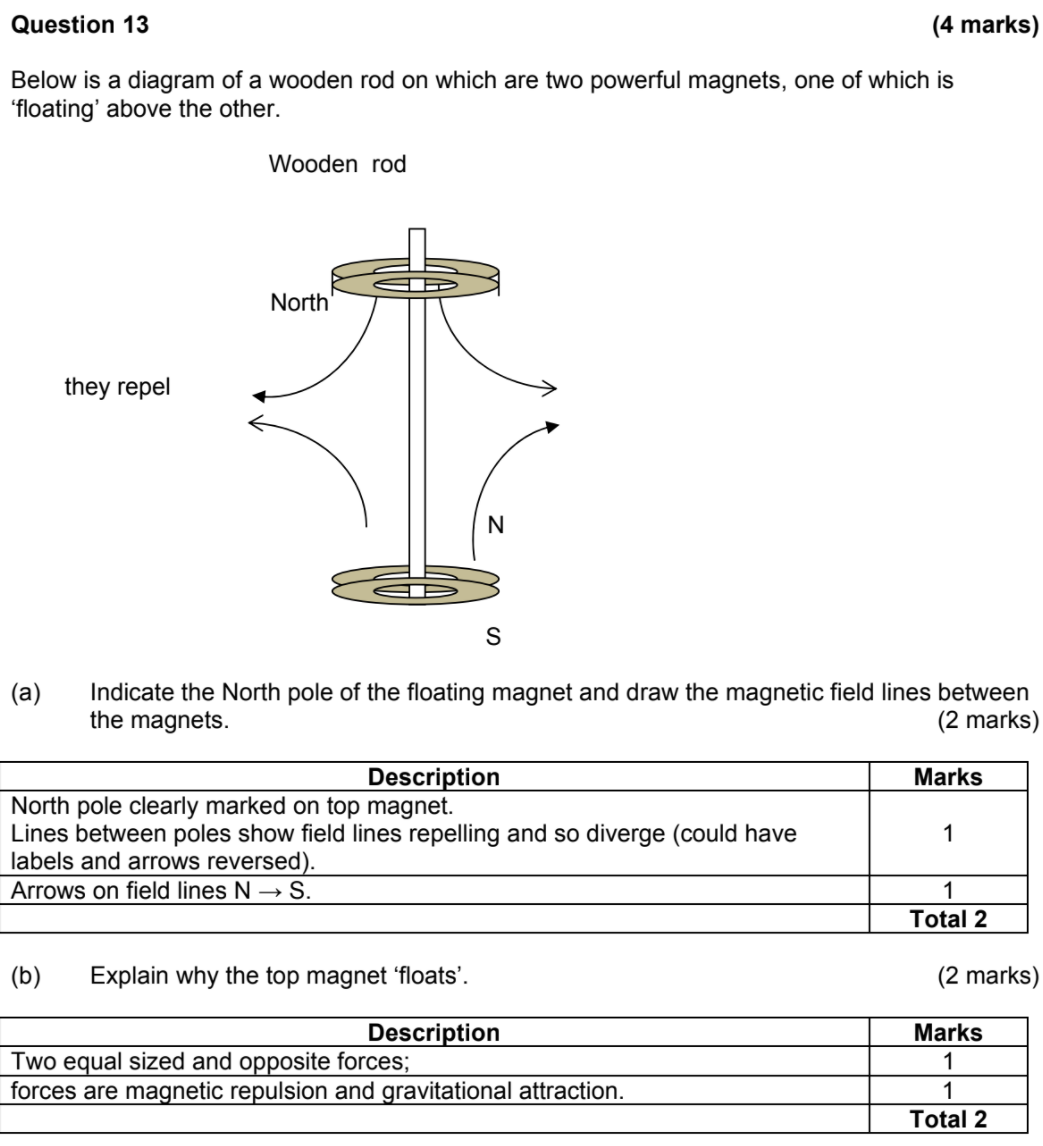 Question 13 (4 marks)
Below is a diagram of a wooden rod on which are two powerful magnets, one of which is
‘floating’ above the other.
Wooden rod
North
they repel
N
S
(a) Indicate the North pole of the floating magnet and draw the magnetic field lines between
the magnets. (2 marks)
Description Marks
North pole clearly marked on top magnet.
Lines between poles show field lines repelling and so diverge (could have 1
labels and arrows reversed).
Arrows on field lines N → S. 1
Total 2
(b) Explain why the top magnet ‘floats’. (2 marks)
Description Marks
Two equal sized and opposite forces; 1
forces are magnetic repulsion and gravitational attraction. 1
Total 2